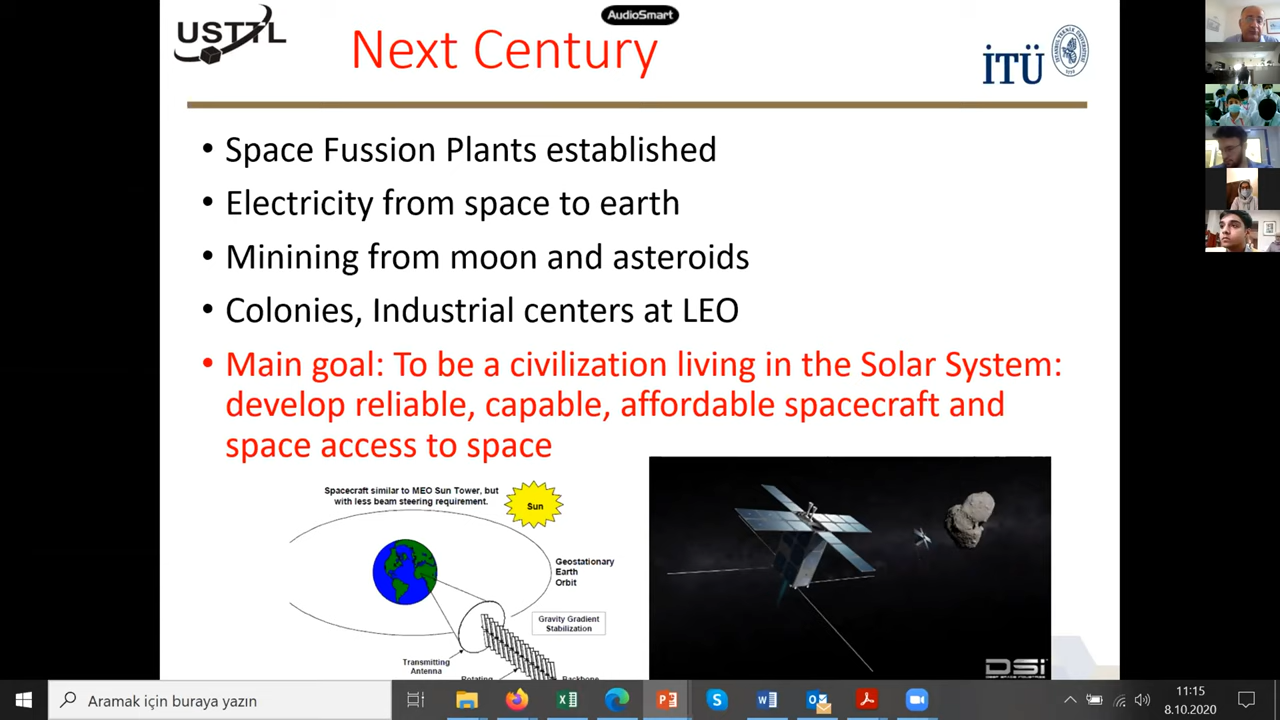 AudioSmart
USTTL
Next Century
İTÜ
• Space Fussion Plants established
• Electricity from space to earth
• Minining from moon and asteroids
• Colonies, Industrial centers at LEO
• Main goal: To be a civilization living in the Solar System:
develop reliable, capable, affordable spacecraft and
space access to space
Spacecraft similar to MEO Sun Tower, but
with less beam steering requirement.
Sun
Geostationary
Earth
Orbit
Gravity Gradient
Stabilization
Transmitting
Antenna
DSI
DEEP SPACE INDUSTRIES
Aramak için buraya yazın
11:15
8.10.2020